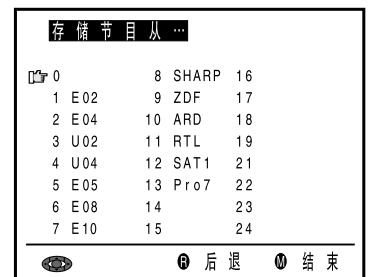 存储节目从…
0 8 SHARP 16
1 E02 9 ZDF 17
2 E04 10 ARD 18
3 U02 11 RTL 19
4 U04 12 SAT1 21
5 E05 13 Pro7 22
6 E08 14 23
7 E10 15 24
R 后退 M 结束